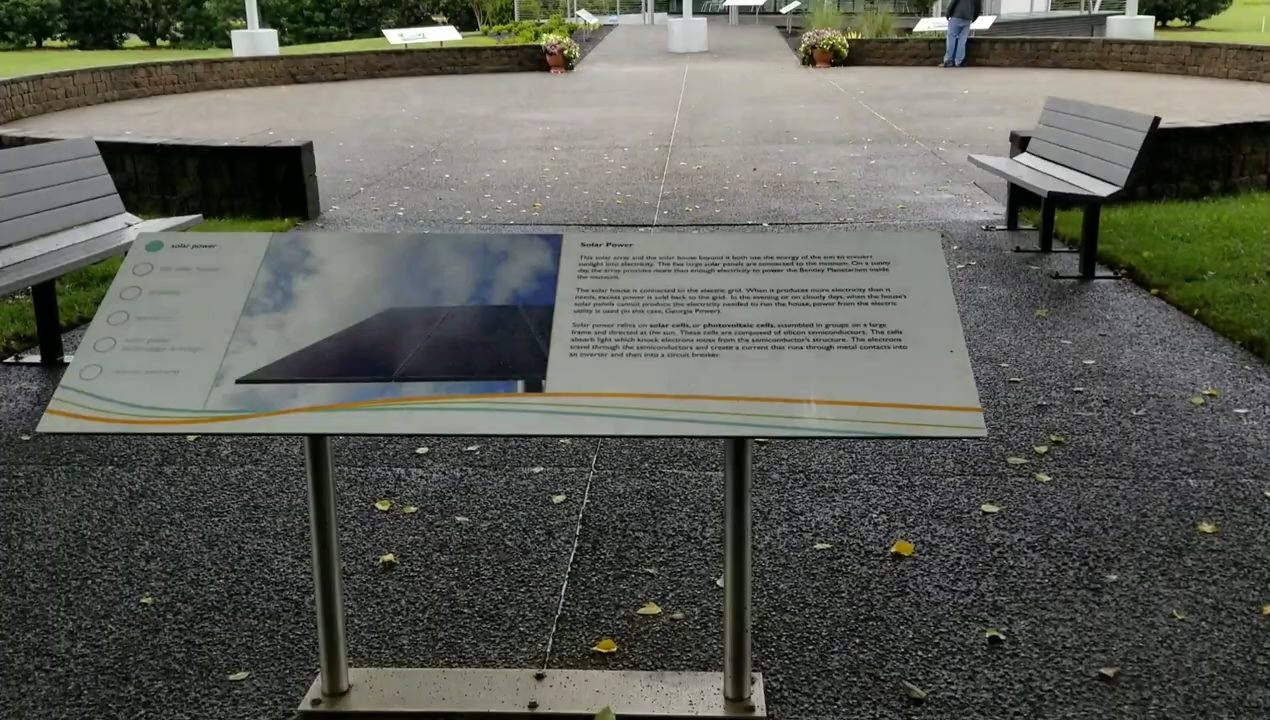 solar power
Solar Power
This solar array and the solar house beyond it both use the energy of the sun to convert
sunlight into electricity. The five large solar panels are connected to the museum. On a sunny
day, the array provides more than enough electricity to power the Bentley Planetarium inside
the museum.
The solar house is connected to the electric grid. When it produces more electricity than it
needs, excess power is sold back to the grid. In the evening or on cloudy days, when the house's
solar panels cannot produce the electricity needed to run the house, power from the electric
utility is used (in this case, Georgia Power).
Solar power relies on solar cells, or photovoltaic cells, assembled in groups on a large
frame and directed at the sun. These cells are composed of silicon semiconductors. The cells
absorb light which knock electrons loose from the semiconductor's structure. The electrons
travel through the semiconductors and create a current that runs through metal contacts into
an inverter and then into a circuit breaker.